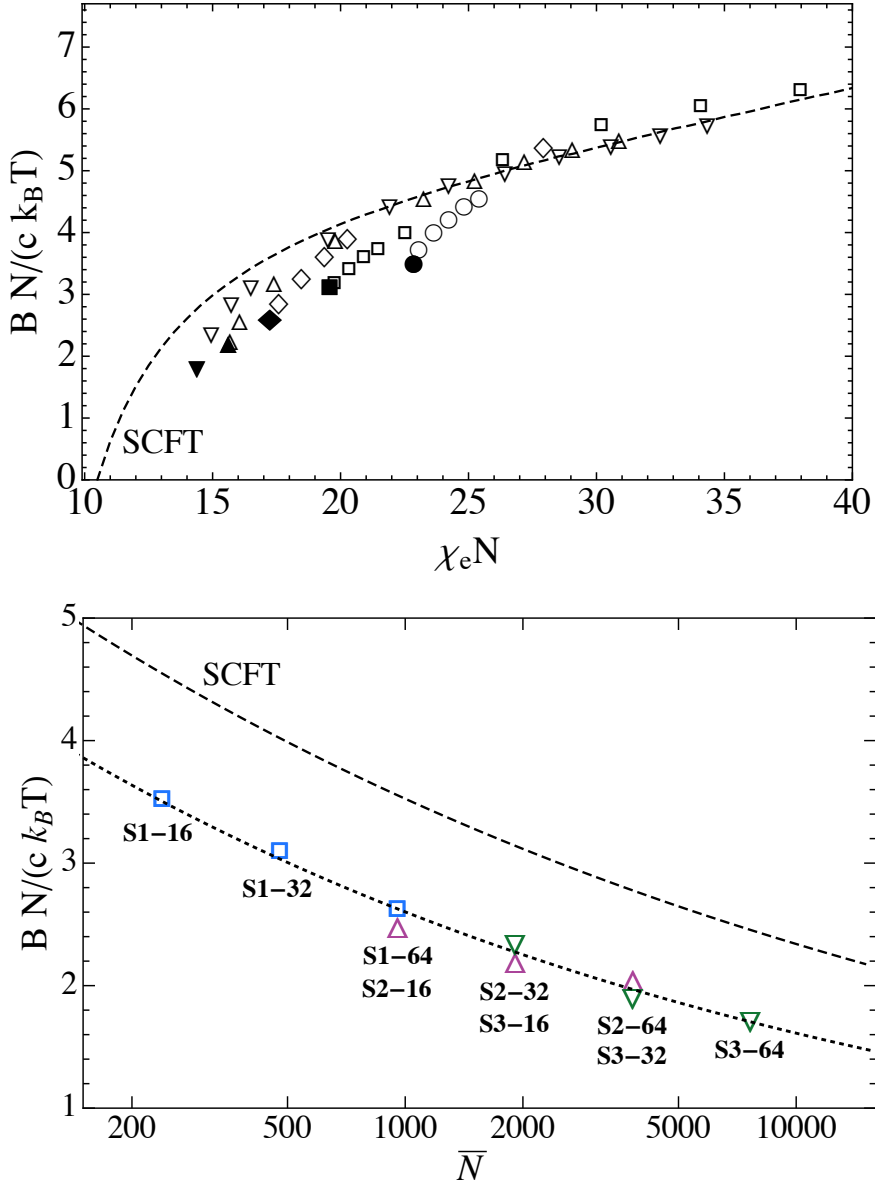 7
6
5
4
3
2
1
0
B N/(c k_BT)
SCFT
10 15 20 25 30 35 40
χ_eN
5
4
3
2
1
B N/(c k_BT)
SCFT
S1−16
S1−32
S1−64
S2−16
S2−32
S3−16
S2−64
S3−32
S3−64
200 500 1000 2000 5000 10000
N̅